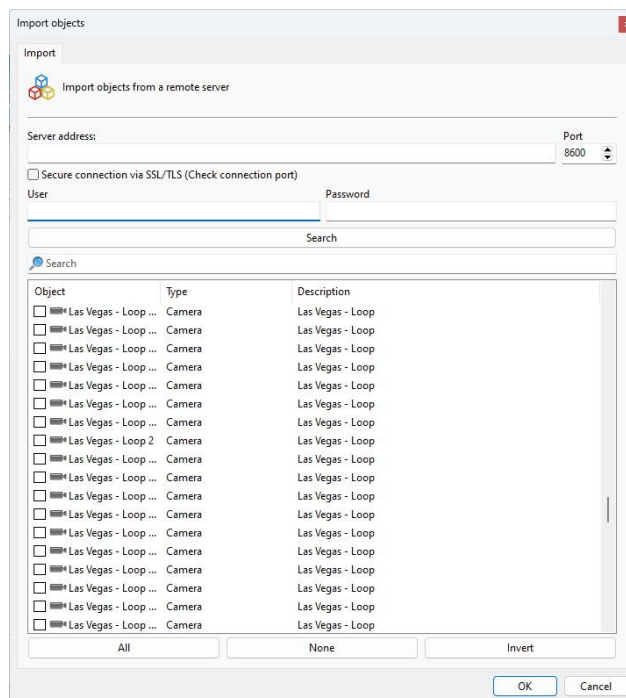 Import objects
Import
Import objects from a remote server
Server address: Port
8600
Secure connection via SSL/TLS (Check connection port)
User Password
Search
Search
Object Type Description
Las Vegas - Loop ... Camera Las Vegas - Loop
Las Vegas - Loop ... Camera Las Vegas - Loop
Las Vegas - Loop ... Camera Las Vegas - Loop
Las Vegas - Loop ... Camera Las Vegas - Loop
Las Vegas - Loop ... Camera Las Vegas - Loop
Las Vegas - Loop ... Camera Las Vegas - Loop
Las Vegas - Loop ... Camera Las Vegas - Loop
Las Vegas - Loop 2 Camera Las Vegas - Loop
Las Vegas - Loop ... Camera Las Vegas - Loop
Las Vegas - Loop ... Camera Las Vegas - Loop
Las Vegas - Loop ... Camera Las Vegas - Loop
Las Vegas - Loop ... Camera Las Vegas - Loop
Las Vegas - Loop ... Camera Las Vegas - Loop
Las Vegas - Loop ... Camera Las Vegas - Loop
Las Vegas - Loop ... Camera Las Vegas - Loop
Las Vegas - Loop ... Camera Las Vegas - Loop
Las Vegas - Loop ... Camera Las Vegas - Loop
Las Vegas - Loop ... Camera Las Vegas - Loop
All None Invert
OK Cancel